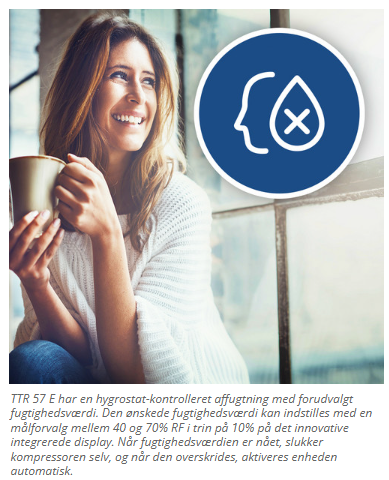 TTR 57 E har en hygrostat-kontrolleret affugtning med forudvalgt
fugtighedsværdi. Den ønskede fugtighedsværdi kan indstilles med en
målforvalg mellem 40 og 70% RF i trin på 10% på det innovative
integrerede display. Når fugtighedsværdien er nået, slukker
kompressoren selv, og når den overskrides, aktiveres enheden
automatisk.